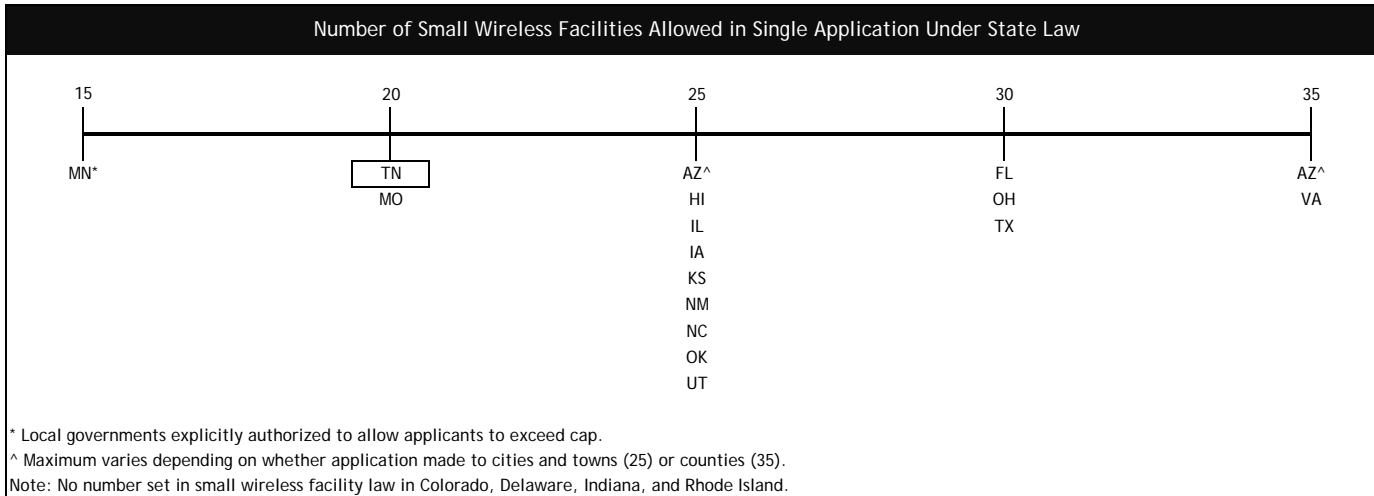 Number of Small Wireless Facilities Allowed in Single Application Under State Law
15 20 25 30 35
MN* TN AZ^ FL AZ^
MO HI OH VA
IL TX
IA
KS
NM
NC
OK
UT
* Local governments explicitly authorized to allow applicants to exceed cap.
^ Maximum varies depending on whether application made to cities and towns (25) or counties (35).
Note: No number set in small wireless facility law in Colorado, Delaware, Indiana, and Rhode Island.